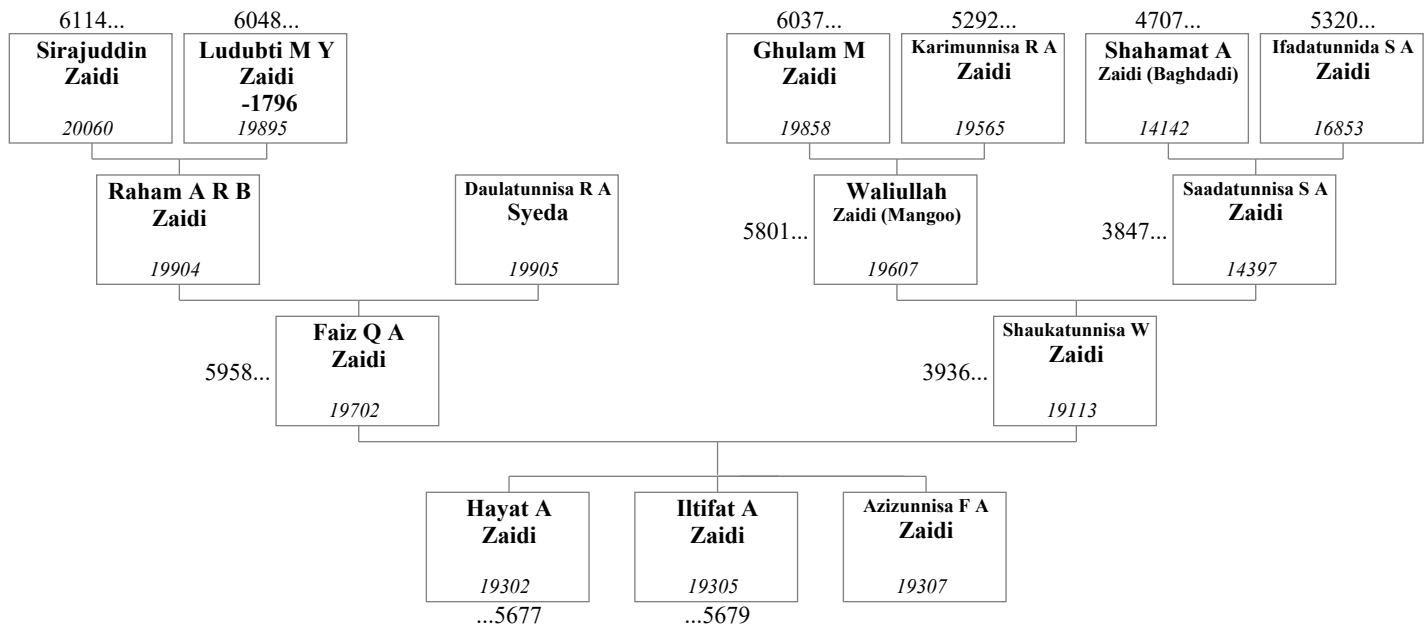 6114... 6048... 6037... 5292... 4707... 5320...
Sirajuddin
Zaidi
20060
Ludubti M Y
Zaidi
-1796
19895
Ghulam M
Zaidi
19858
Karimunnisa R A
Zaidi
19565
Shahamat A
Zaidi (Baghdadi)
14142
Ifadatunnida S A
Zaidi
16853
Raham A R B
Zaidi
19904
Daulatunnisa R A
Syeda
19905
5801...
Waliullah
Zaidi (Mangoo)
19607
3847...
Saadatunnisa S A
Zaidi
14397
5958...
Faiz Q A
Zaidi
19702
3936...
Shaukatunnisa W
Zaidi
19113
Hayat A
Zaidi
19302
...5677
Iltifat A
Zaidi
19305
...5679
Azizunnisa F A
Zaidi
19307